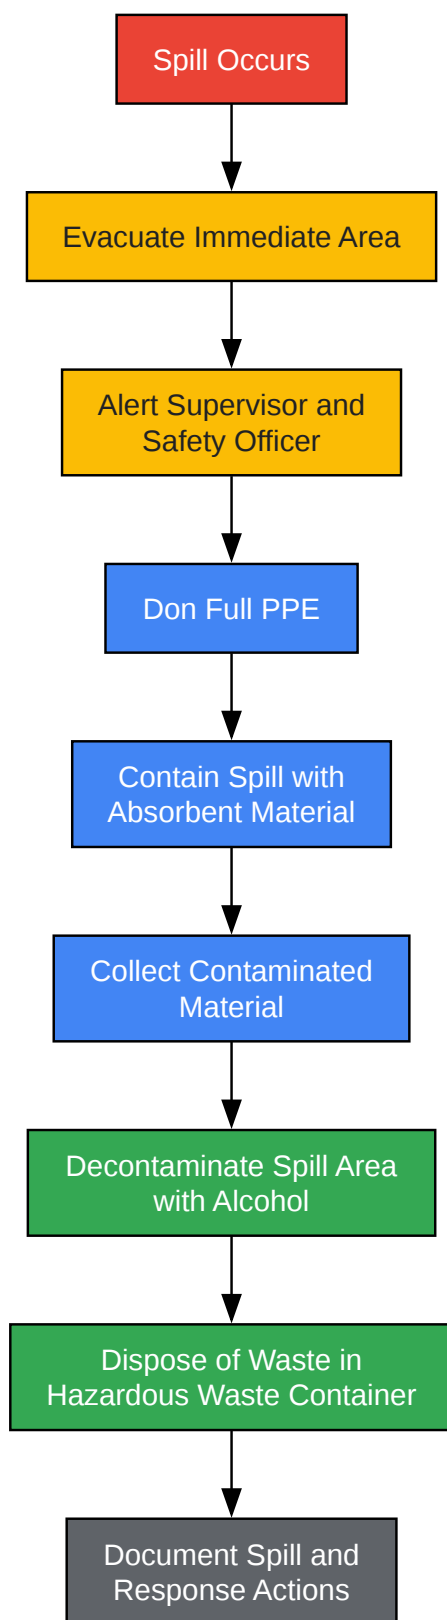 Spill Occurs
Evacuate Immediate Area
Alert Supervisor and
Safety Officer
Don Full PPE
Contain Spill with
Absorbent Material
Collect Contaminated
Material
Decontaminate Spill Area
with Alcohol
Dispose of Waste in
Hazardous Waste Container
Document Spill and
Response Actions